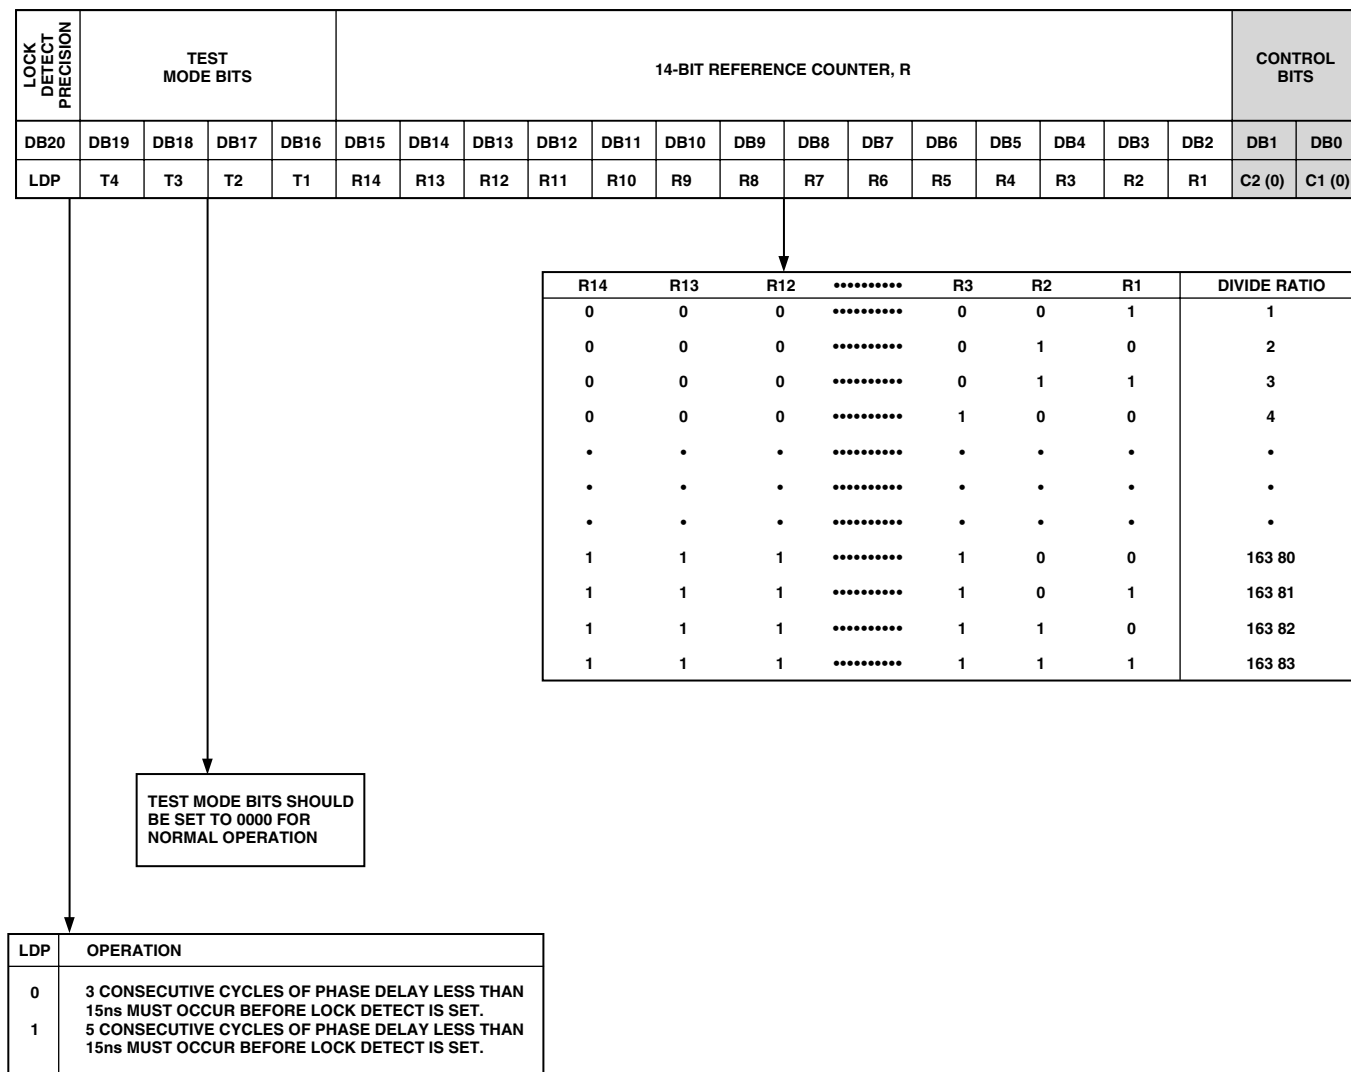 LOCK
DETECT
PRECISION
TEST
MODE BITS
14-BIT REFERENCE COUNTER, R
CONTROL
BITS
DB20 DB19 DB18 DB17 DB16 DB15 DB14 DB13 DB12 DB11 DB10 DB9 DB8 DB7 DB6 DB5 DB4 DB3 DB2 DB1 DB0
LDP T4 T3 T2 T1 R14 R13 R12 R11 R10 R9 R8 R7 R6 R5 R4 R3 R2 R1 C2 (0) C1 (0)
R14 R13 R12 •••••••••• R3 R2 R1 DIVIDE RATIO
0 0 0 •••••••••• 0 0 1 1
0 0 0 •••••••••• 0 1 0 2
0 0 0 •••••••••• 0 1 1 3
0 0 0 •••••••••• 1 0 0 4
• • • •••••••••• • • • •
• • • •••••••••• • • • •
• • • •••••••••• • • • •
1 1 1 •••••••••• 1 0 0 163 80
1 1 1 •••••••••• 1 0 1 163 81
1 1 1 •••••••••• 1 1 0 163 82
1 1 1 •••••••••• 1 1 1 163 83
TEST MODE BITS SHOULD
BE SET TO 0000 FOR
NORMAL OPERATION
LDP OPERATION
0 3 CONSECUTIVE CYCLES OF PHASE DELAY LESS THAN
15ns MUST OCCUR BEFORE LOCK DETECT IS SET.
1 5 CONSECUTIVE CYCLES OF PHASE DELAY LESS THAN
15ns MUST OCCUR BEFORE LOCK DETECT IS SET.